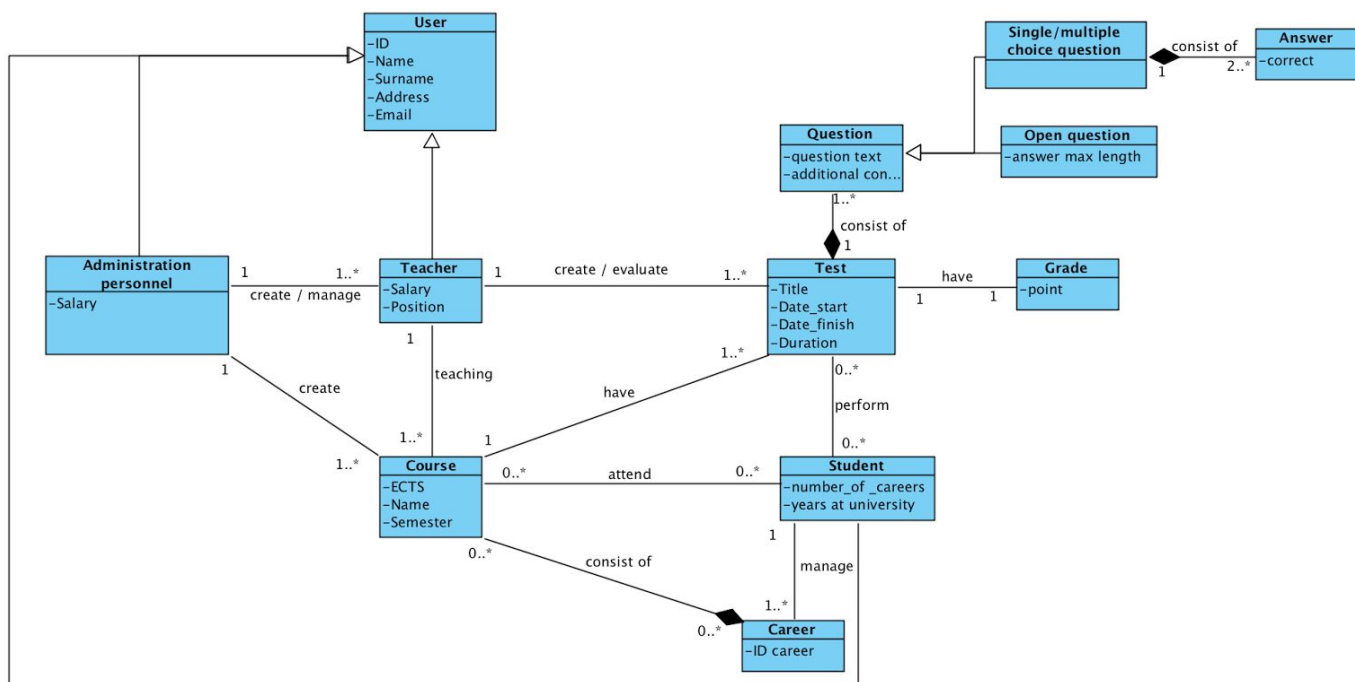 User
-ID
-Name
-Surname
-Address
-Email
Single/multiple
choice question
consist of
1
2..*
Answer
-correct
Question
-question text
-additional con...
Open question
-answer max length
1..*
consist of
1
Administration
personnel
-Salary
1
1..*
create / manage
Teacher
-Salary
-Position
1
create / evaluate
1..*
Test
-Title
-Date_start
-Date_finish
-Duration
have
1
1
Grade
-point
1
create
1..*
1
teaching
1..*
1..*
have
1
0..*
perform
0..*
Course
-ECTS
-Name
-Semester
0..*
attend
0..*
Student
-number_of _careers
-years at university
0..*
consist of
0..*
1
manage
1..*
Career
-ID career